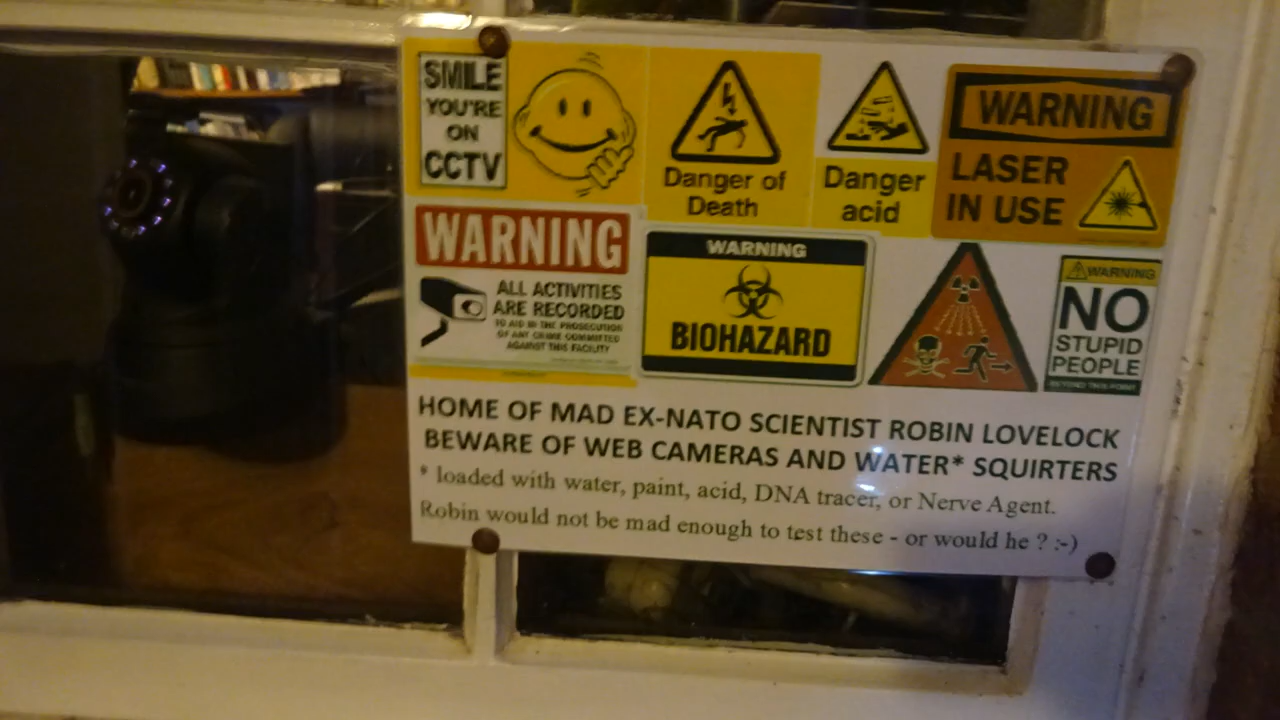 SMILE
YOU'RE
ON
CCTV
Danger of
Death
Danger
acid
WARNING
LASER
IN USE
WARNING
ALL ACTIVITIES
ARE RECORDED
TO AID IN THE PROSECUTION
OF ANY CRIME COMMITTED
AGAINST THIS FACILITY
WARNING
BIOHAZARD
WARNING
NO
STUPID
PEOPLE
BEYOND THIS POINT
HOME OF MAD EX-NATO SCIENTIST ROBIN LOVELOCK
BEWARE OF WEB CAMERAS AND WATER* SQUIRTERS
* loaded with water, paint, acid, DNA tracer, or Nerve Agent.
Robin would not be mad enough to test these - or would he ? :-)